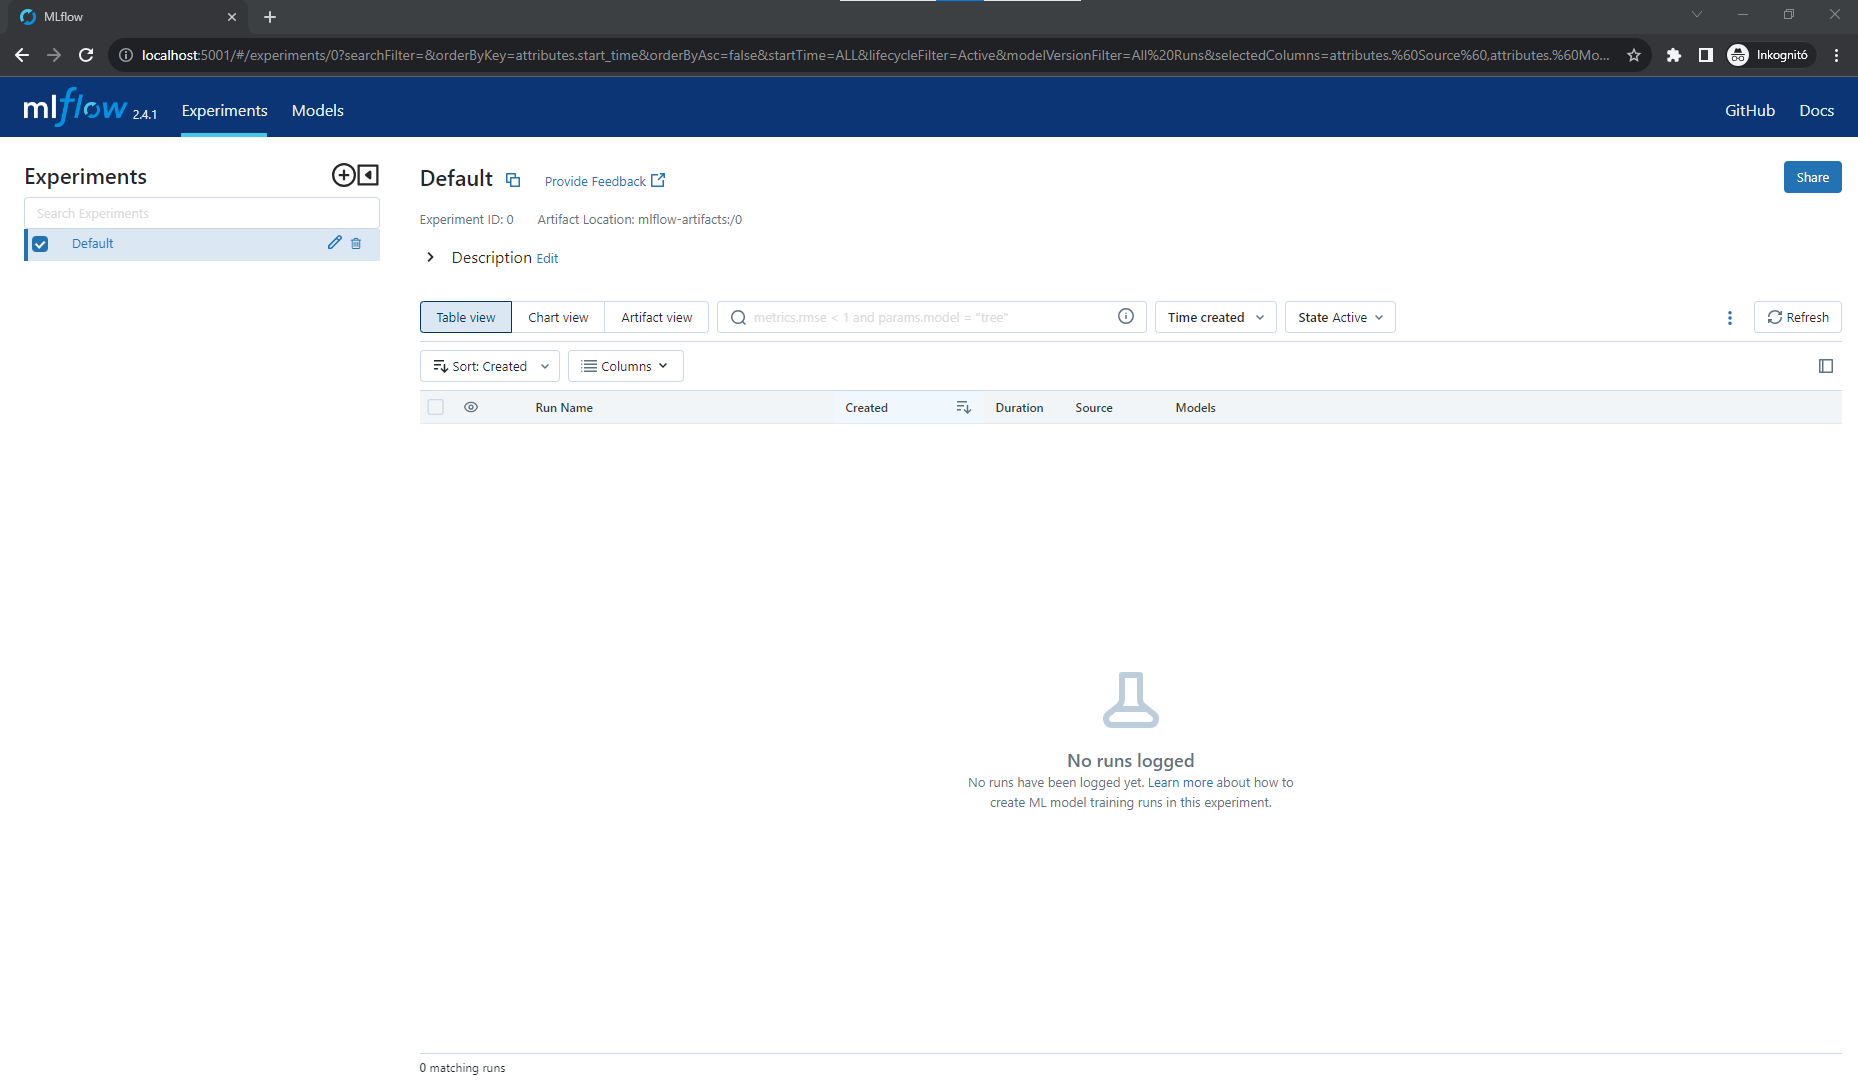 MLflow
localhost:5001/#/experiments/0?searchFilter=&orderByKey=attributes.start_time&orderByAsc=false&startTime=ALL&lifecycleFilter=Active&modelVersionFilter=All%20Runs&selectedColumns=attributes.%60Source%60,attributes.%60Mo...
Inkognitó
mlflow 2.4.1 Experiments Models GitHub Docs
Experiments
Search Experiments
Default
Default Provide Feedback Share
Experiment ID: 0 Artifact Location: mlflow-artifacts:/0
Description Edit
Table view Chart view Artifact view metrics.rmse < 1 and params.model = "tree" Time created State Active Refresh
Sort: Created Columns
Run Name Created Duration Source Models
No runs logged
No runs have been logged yet. Learn more about how to
create ML model training runs in this experiment.
0 matching runs